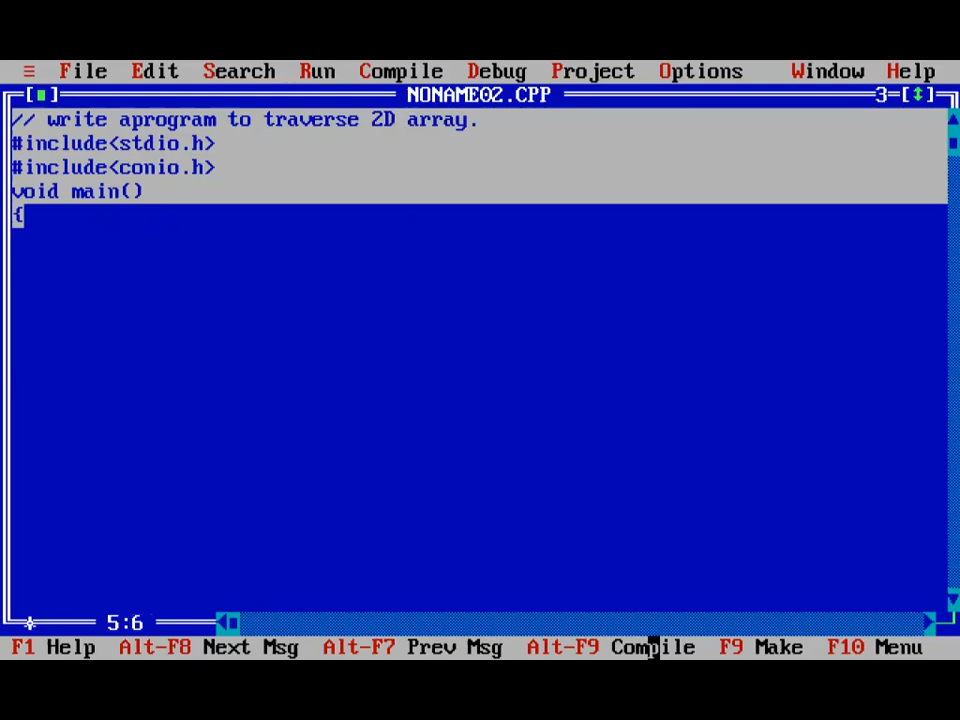 ≡ File Edit Search Run Compile Debug Project Options Window Help
[■] NONAME02.CPP 3=[↕]
// write aprogram to traverse 2D array.
#include<stdio.h>
#include<conio.h>
void main()
{
5:6
F1 Help Alt-F8 Next Msg Alt-F7 Prev Msg Alt-F9 Compile F9 Make F10 Menu